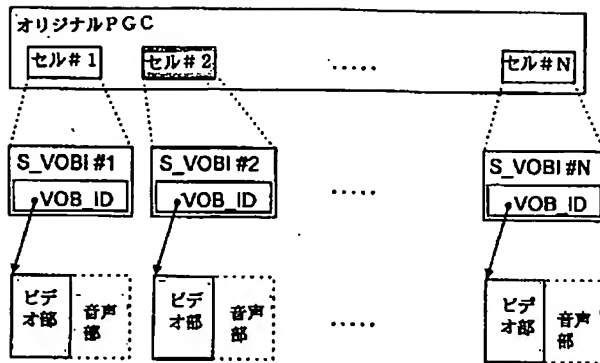 オリジナルPGC
セル#1 セル#2 ..... セル#N
S_VOBI #1 S_VOBI #2 S_VOBI #N
VOB_ID VOB_ID ..... VOB_ID
ビデ 音声 ビデ 音声 ビデ 音声
オ部 部 オ部 部 ..... オ部 部